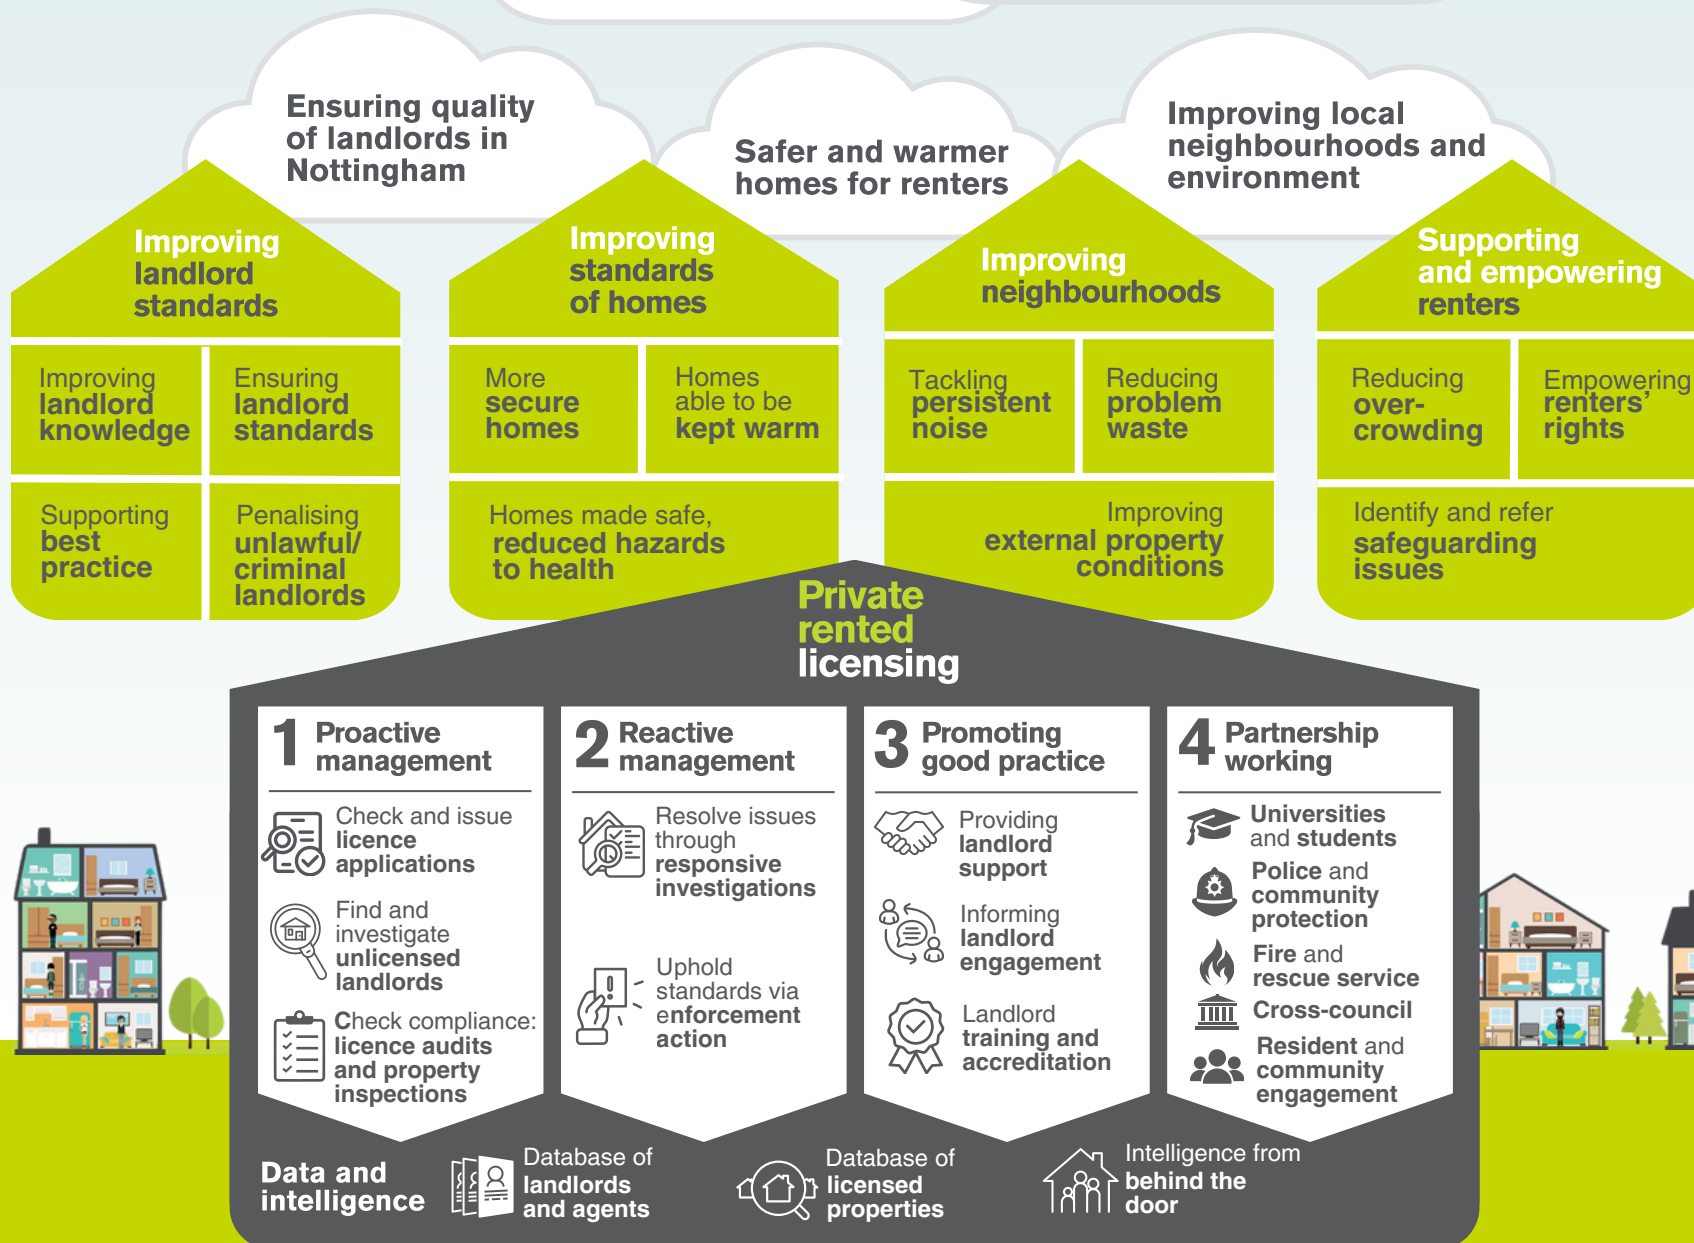 Ensuring quality
of landlords in
Nottingham
Safer and warmer
homes for renters
Improving local
neighbourhoods and
environment
Improving
landlord
standards
Improving
landlord
knowledge
Ensuring
landlord
standards
Supporting
best
practice
Penalising
unlawful/
criminal
landlords
Improving
standards
of homes
More
secure
homes
Homes
able to be
kept warm
Homes made safe,
reduced hazards
to health
Improving
neighbourhoods
Tackling
persistent
noise
Reducing
problem
waste
Improving
external property
conditions
Supporting
and empowering
renters
Reducing
over-
crowding
Empowering
renters’
rights
Identify and refer
safeguarding
issues
Private
rented
licensing
1 Proactive
management
Check and issue
licence
applications
Find and
investigate
unlicensed
landlords
Check compliance:
licence audits
and property
inspections
2 Reactive
management
Resolve issues
through
responsive
investigations
Uphold
standards via
enforcement
action
3 Promoting
good practice
Providing
landlord
support
Informing
landlord
engagement
Landlord
training and
accreditation
4 Partnership
working
Universities
and students
Police and
community
protection
Fire and
rescue service
Cross-council
Resident and
community
engagement
Data and
intelligence
Database of
landlords
and agents
Database of
licensed
properties
Intelligence from
behind the
door